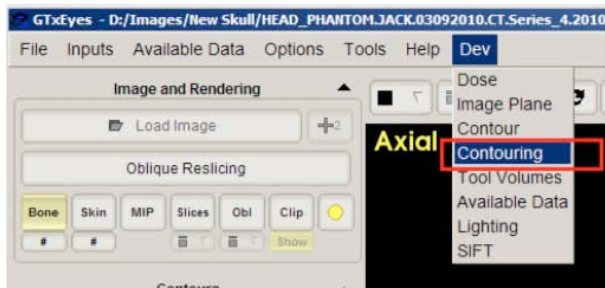 GTxEyes - D:/Images/New Skull/HEAD_PHANTOM.JACK.03092010.CT.Series_4.2010
File Inputs Available Data Options Tools Help Dev
Image and Rendering
Load Image
2
Oblique Reslicing
Bone Skin MIP Slices Obl Clip
# # Show
Axial
Dose
Image Plane
Contour
Contouring
Tool Volumes
Available Data
Lighting
SIFT